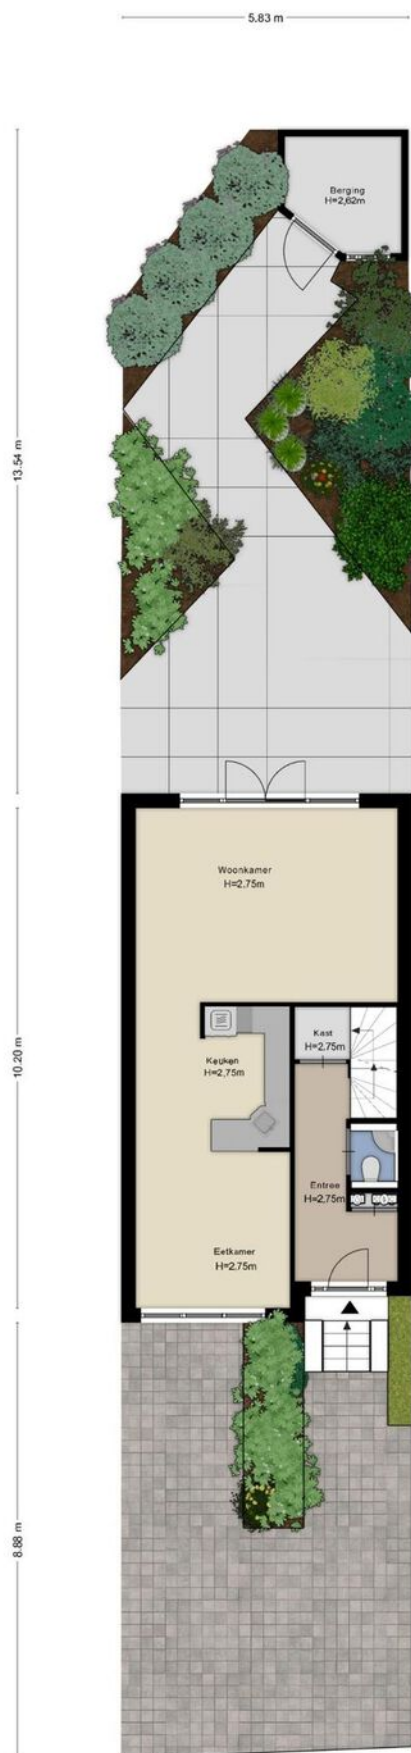 5.83 m
Berging
H=2,62m
13.54 m
Woonkamer
H=2.75m
Kast
H=2,75m
Keuken
H=2,75m
10.20 m
Entree
H=2,75m
Eetkamer
H=2.75m
8.88 m